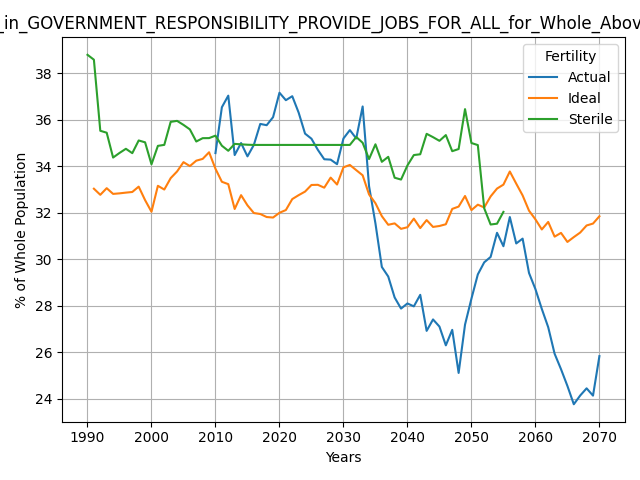 _in_GOVERNMENT_RESPONSIBILITY_PROVIDE_JOBS_FOR_ALL_for_Whole_Abov
Fertility
Actual
Ideal
Sterile
% of Whole Population
38
36
34
32
30
28
26
24
1990
2000
2010
2020
2030
2040
2050
2060
2070
Years